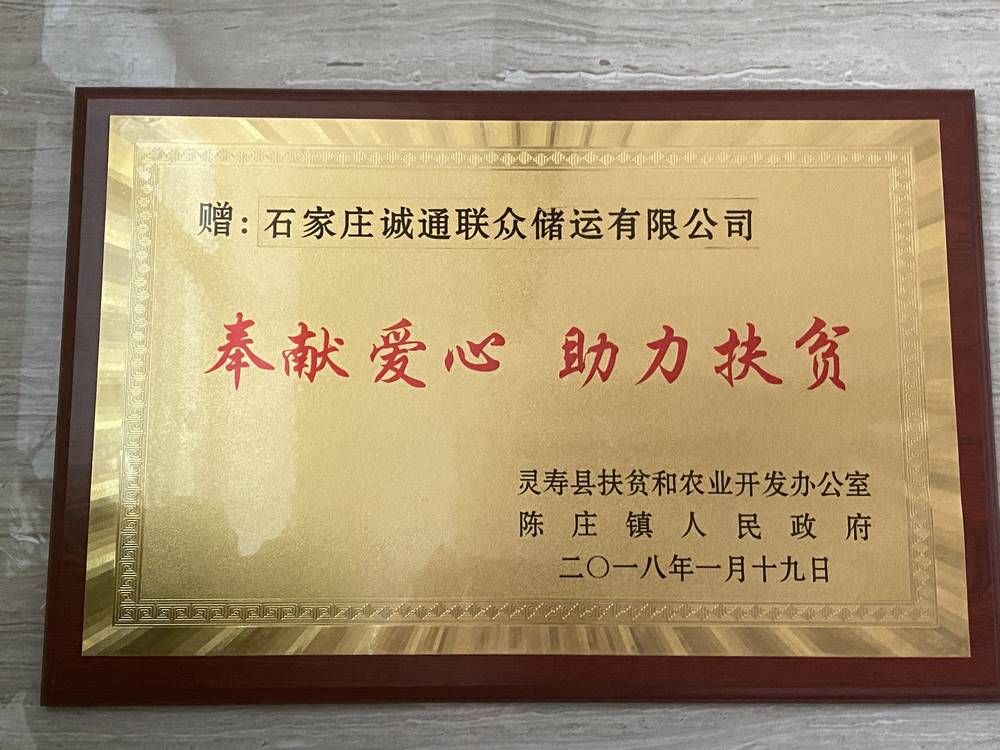 赠：石家庄诚通联众储运有限公司
奉献爱心 助力扶贫
灵寿县扶贫和农业开发办公室
陈庄镇人民政府
二〇一八年一月十九日